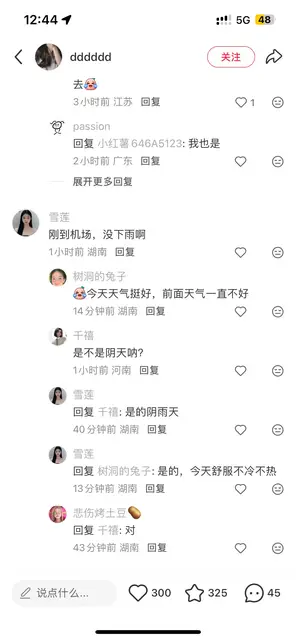 12:44
5G
48
dddddd
关注
去
3小时前 江苏 回复
1
passion
回复 小红薯646A5123: 我也是
2小时前 广东 回复
展开更多回复
雪莲
刚到机场，没下雨啊
1小时前 湖南 回复
树洞的兔子
今天天气挺好，前面天气一直不好
14分钟前 湖南 回复
千禧
是不是阴天呐?
1小时前 河南 回复
雪莲
回复 千禧: 是的阴雨天
40分钟前 湖南 回复
雪莲
回复 树洞的兔子: 是的，今天舒服不冷不热
13分钟前 湖南 回复
悲伤烤土豆🥔
回复 千禧: 对
43分钟前 湖南 回复
说点什么...
300
325
45